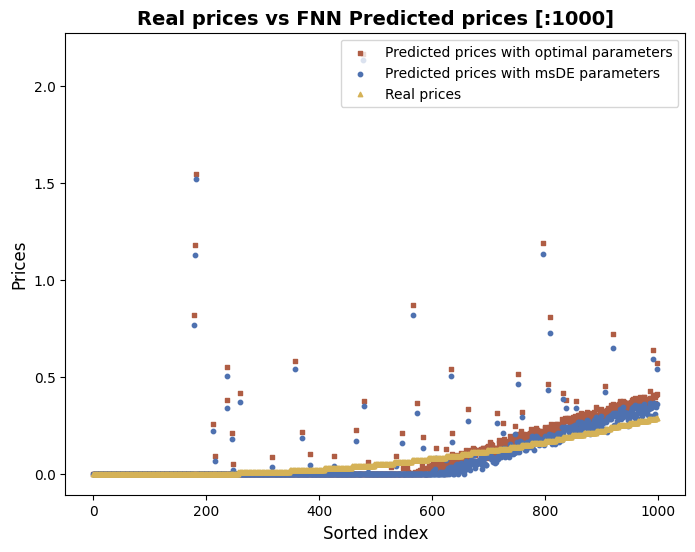 Real prices vs FNN Predicted prices [:1000]
Predicted prices with optimal parameters
Predicted prices with msDE parameters
Real prices
Prices
2.0
1.5
1.0
0.5
0.0
0
200
400
600
800
1000
Sorted index